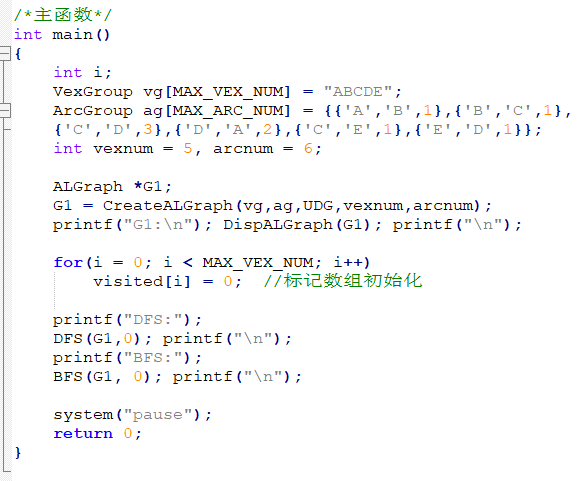 /*主函数*/
int main()
{
    int i;
    VexGroup vg[MAX_VEX_NUM] = "ABCDE";
    ArcGroup ag[MAX_ARC_NUM] = {{'A','B',1},{'B','C',1},
    {'C','D',3},{'D','A',2},{'C','E',1},{'E','D',1}};
    int vexnum = 5, arcnum = 6;

    ALGraph *G1;
    G1 = CreateALGraph(vg,ag,UDG,vexnum,arcnum);
    printf("G1:\n"); DispALGraph(G1); printf("\n");

    for(i = 0; i < MAX_VEX_NUM; i++)
        visited[i] = 0;  //标记数组初始化

    printf("DFS:");
    DFS(G1,0); printf("\n");
    printf("BFS:");
    BFS(G1, 0); printf("\n");

    system("pause");
    return 0;
}